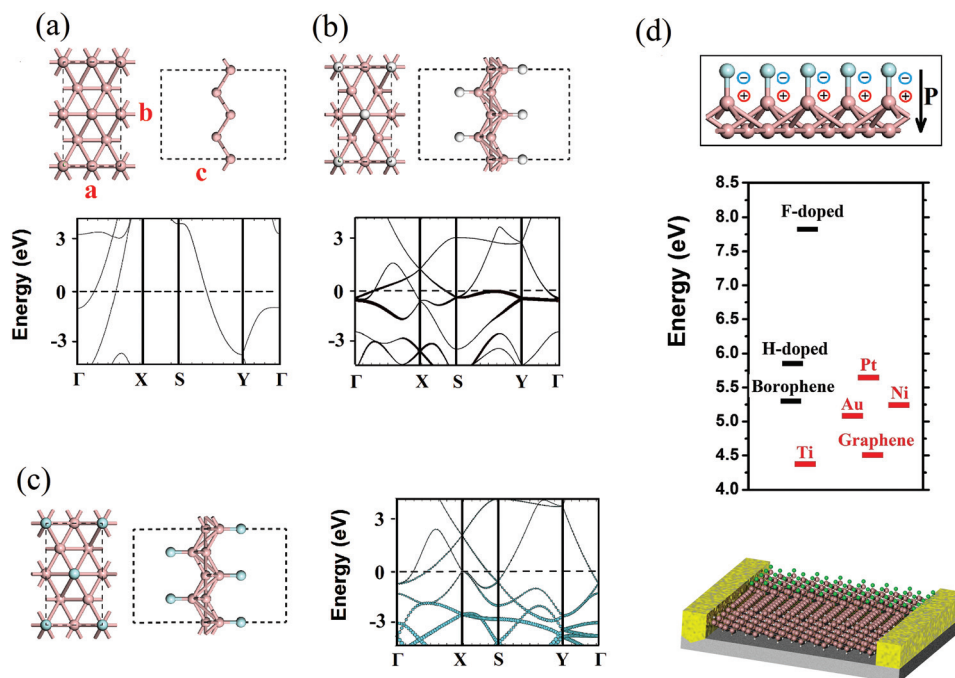 (a)
b
c
a
Energy (eV)
3
0
-3
Γ X S Y Γ
(b)
Energy (eV)
3
0
-3
Γ X S Y Γ
(c)
Energy (eV)
3
0
-3
Γ X S Y Γ
(d)
− − − − −
+ + + + +
P
Energy (eV)
8.5
8.0
7.5
7.0
6.5
6.0
5.5
5.0
4.5
4.0
F-doped
H-doped
Pt
Borophene
Ni
Au
Graphene
Ti